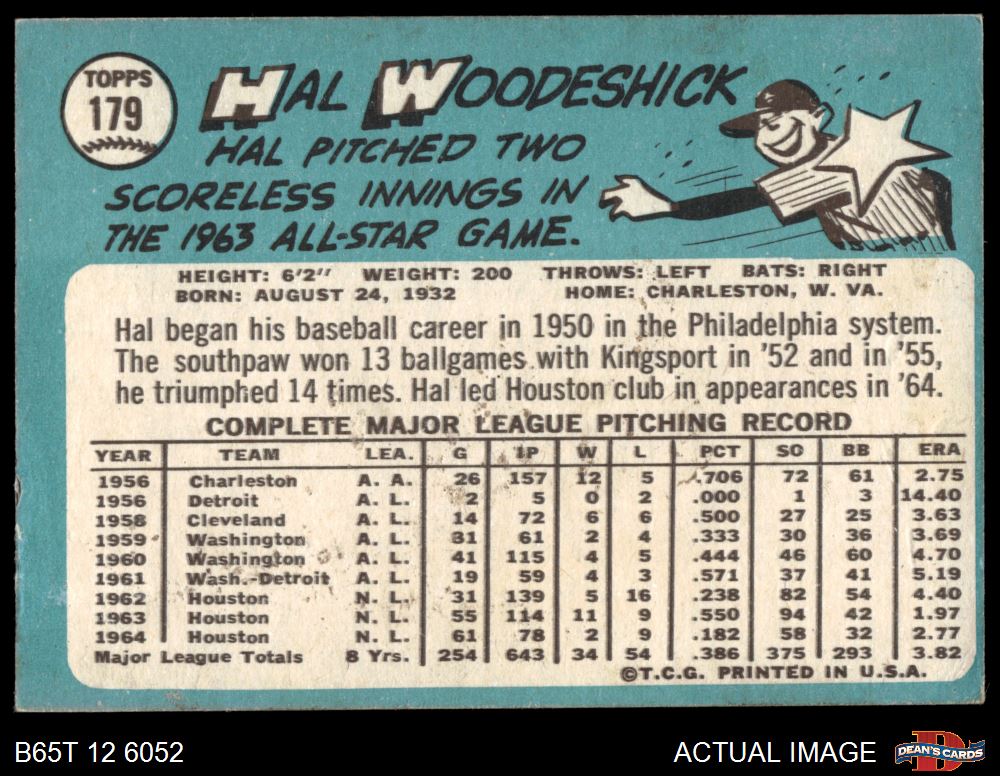 TOPPS
179
HAL WOODESHICK
HAL PITCHED TWO
SCORELESS INNINGS IN
THE 1963 ALL-STAR GAME.
HEIGHT: 6'2" WEIGHT: 200 THROWS: LEFT BATS: RIGHT
BORN: AUGUST 24, 1932 HOME: CHARLESTON, W. VA.
Hal began his baseball career in 1950 in the Philadelphia system.
The southpaw won 13 ballgames with Kingsport in '52 and in '55,
he triumphed 14 times. Hal led Houston club in appearances in '64.
COMPLETE MAJOR LEAGUE PITCHING RECORD
YEAR TEAM LEA. G IP W L PCT SO BB ERA
1956 Charleston A. A. 26 157 12 5 .706 72 61 2.75
1956 Detroit A. L. 2 5 0 2 .000 1 3 14.40
1958 Cleveland A. L. 14 72 6 6 .500 27 25 3.63
1959 Washington A. L. 31 61 2 4 .333 30 36 3.69
1960 Washington A. L. 41 115 4 5 .444 46 60 4.70
1961 Wash.-Detroit A. L. 19 59 4 3 .571 37 41 5.19
1962 Houston N. L. 31 139 5 16 .238 82 54 4.40
1963 Houston N. L. 55 114 11 9 .550 94 42 1.97
1964 Houston N. L. 61 78 2 9 .182 58 32 2.77
Major League Totals 8 Yrs. 254 643 34 54 .386 375 293 3.82
©T.C.G. PRINTED IN U.S.A.
B65T 12 6052 ACTUAL IMAGE D DEAN'S CARDS